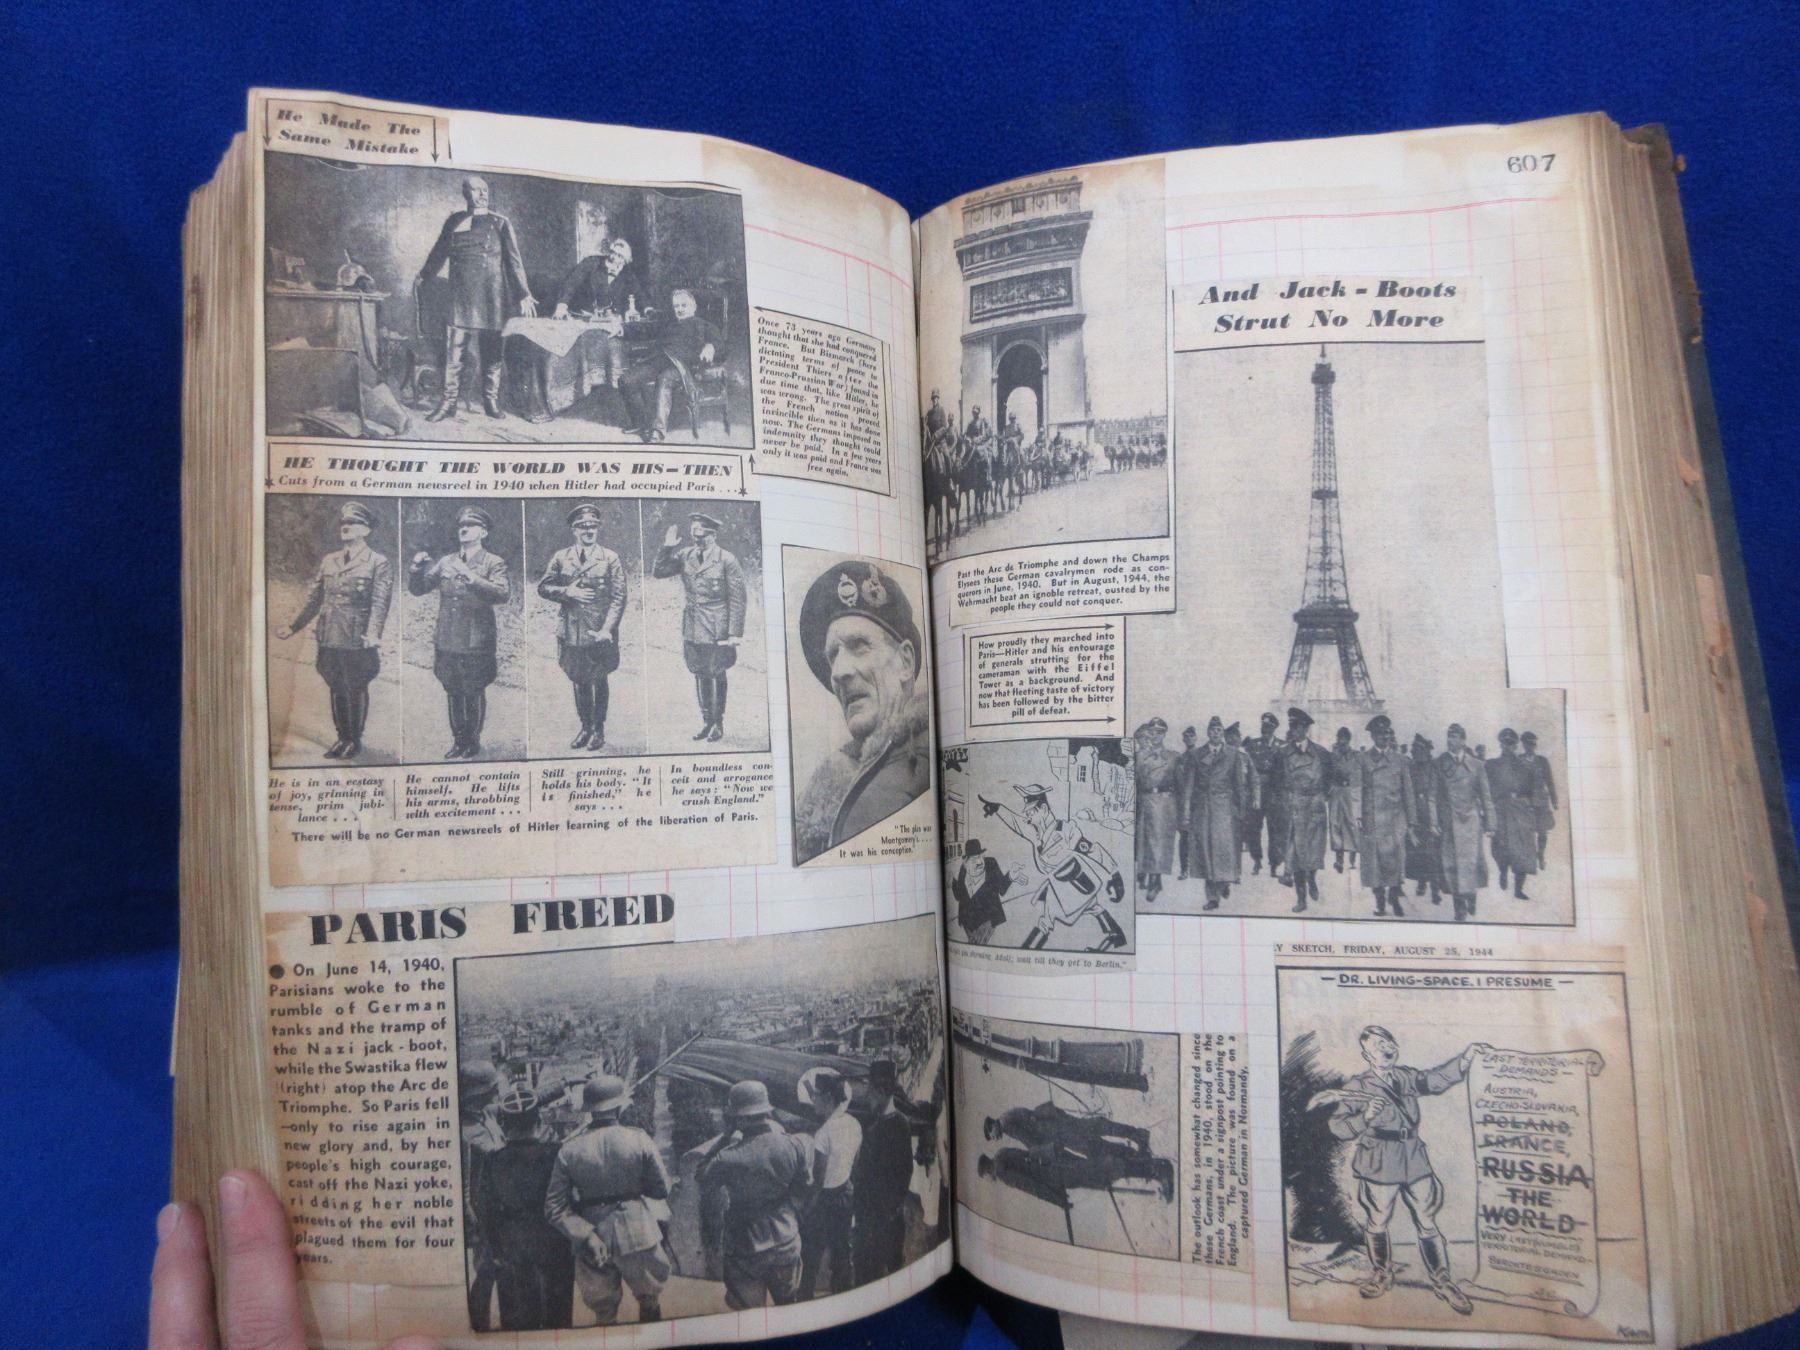 He Made The
Same Mistake
Once 73 years ago Germany
thought that she had conquered
France. But Bismarck (here
dictating terms of peace to
President Thiers after the
Franco-Prussian War) found in
due time that, like Hitler, he
was wrong. The great spirit of
the French nation proved
invincible then as it has done
now. The Germans imposed an
indemnity they thought could
never be paid. In a few years
only it was paid and France was
free again.
HE THOUGHT THE WORLD WAS HIS—THEN
Cuts from a German newsreel in 1940 when Hitler had occupied Paris ...
He is in an ecstasy
of joy, grinning in
tense, prim jubi-
lance . . .
He cannot contain
himself. He lifts
his arms, throbbing
with excitement . . .
Still grinning, he
holds his body. "It
is finished," he
says . . .
In boundless con-
ceit and arrogance
he says: "Now we
crush England."
There will be no German newsreels of Hitler learning of the liberation of Paris.
"The plan was
Montgomery's . . .
It was his conception."
PARIS FREED
● On June 14, 1940,
Parisians woke to the
rumble of German
tanks and the tramp of
the Nazi jack-boot,
while the Swastika flew
(right) atop the Arc de
Triomphe. So Paris fell
—only to rise again in
new glory and, by her
people's high courage,
cast off the Nazi yoke,
ridding her noble
streets of the evil that
plagued them for four
years.
607
Past the Arc de Triomphe and down the Champs
Elysees these German cavalrymen rode as con-
querors in June, 1940. But in August, 1944, the
Wehrmacht beat an ignoble retreat, ousted by the
people they could not conquer.
And Jack-Boots
Strut No More
How proudly they marched into
Paris—Hitler and his entourage
of generals strutting for the
cameraman with the Eiffel
Tower as a background. And
now that fleeting taste of victory
has been followed by the bitter
pill of defeat.
PARIS
Adolf; wait till they get to Berlin."
The outlook has somewhat changed since
these Germans, in 1940, stood on the
French coast under a signpost pointing to
England. The picture was found on a
captured German in Normandy.
Y SKETCH, FRIDAY, AUGUST 25, 1944
— DR. LIVING-SPACE, I PRESUME —
LAST TERRITORIAL
DEMANDS
AUSTRIA,
CZECHO-SLOVAKIA,
POLAND,
FRANCE,
RUSSIA
THE
WORLD
VERY LAST (HUMBLE)
TERRITORIAL DEMAND—
BERCHTESGADEN